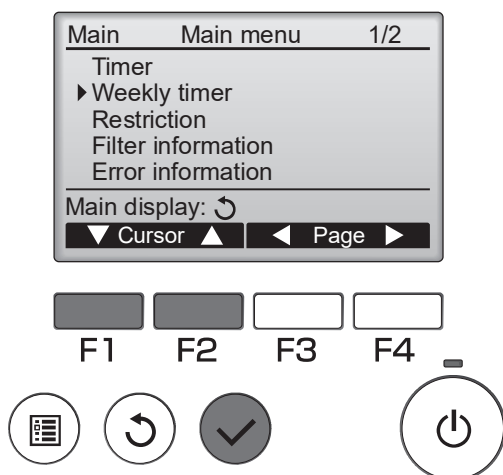 Main Main menu 1/2
Timer
Weekly timer
Restriction
Filter information
Error information
Main display:
Cursor Page
F1 F2 F3 F4